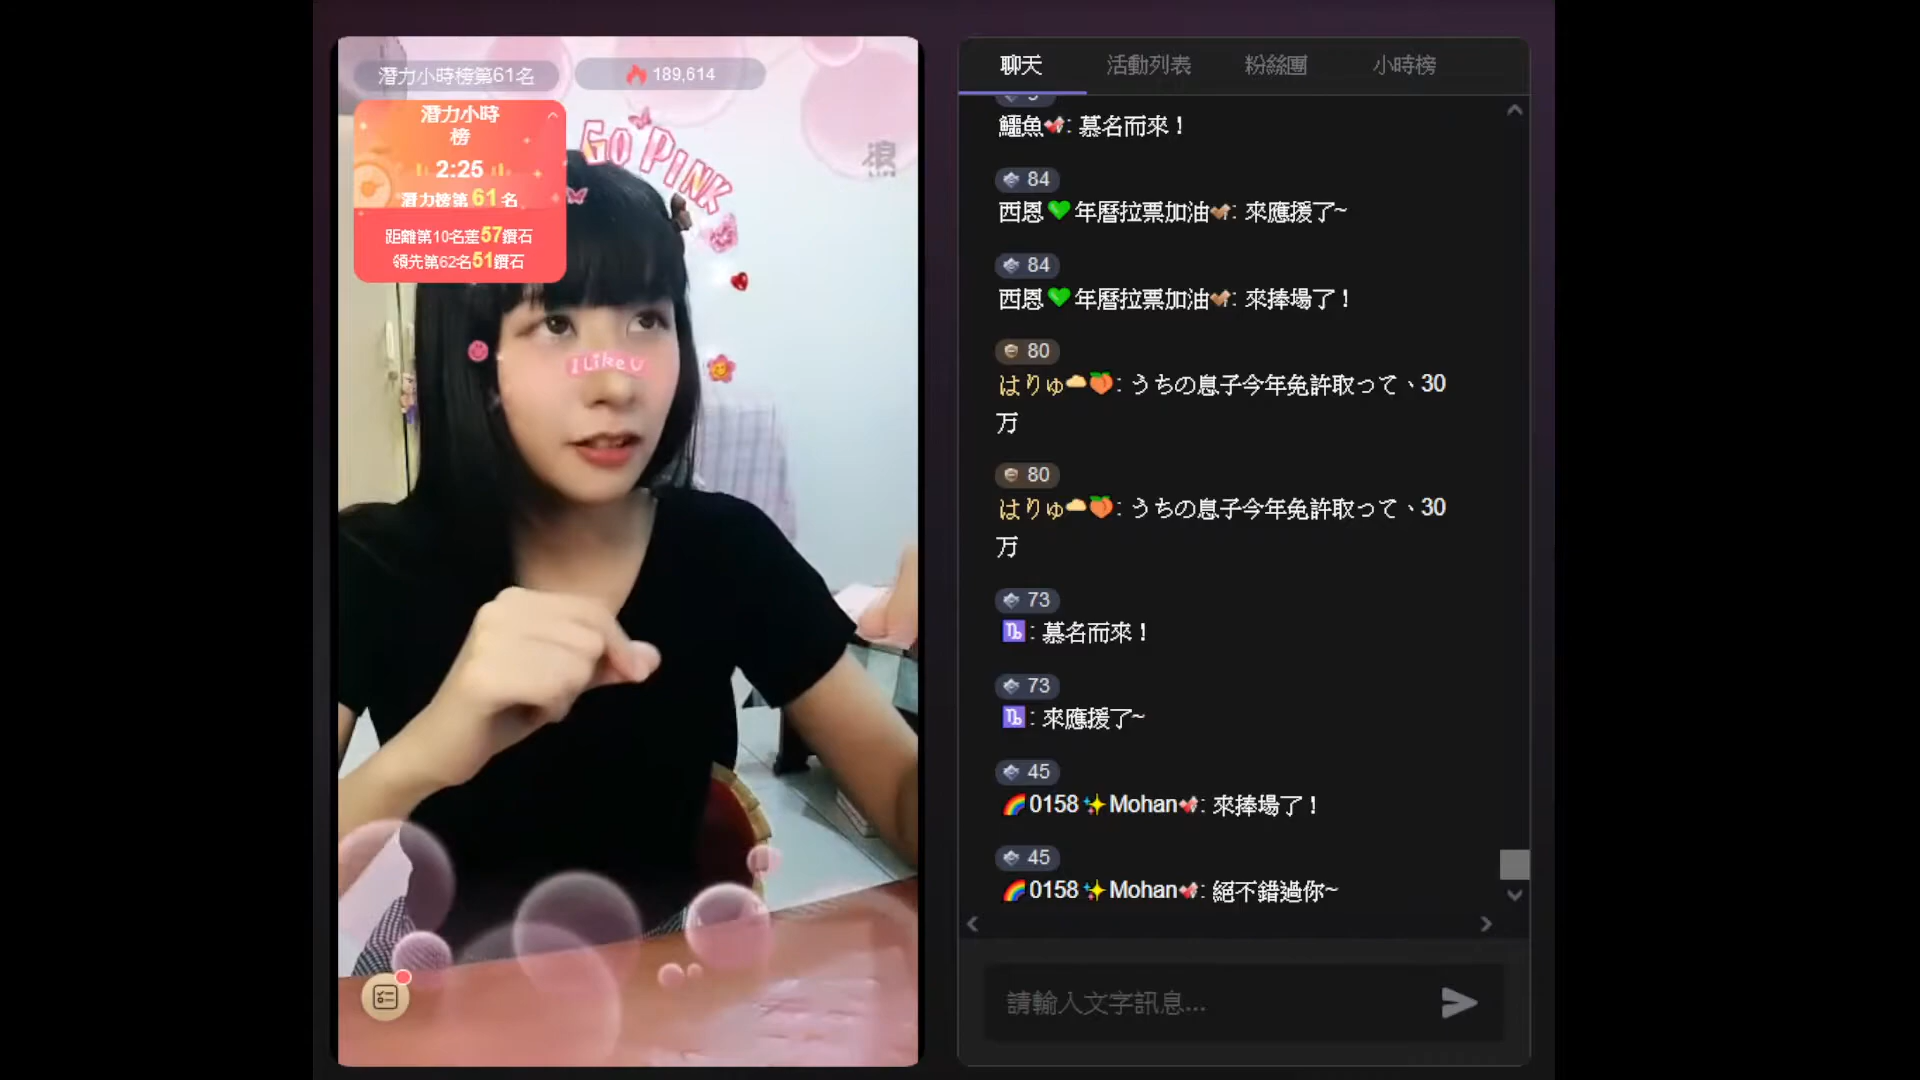 潛力小時榜第61名
189,614
潛力小時
榜
2:25
潛力榜第61名
距離第10名差57鑽石
領先第62名51鑽石
GO PINK
浪
LIVE
I Like U
聊天
活動列表
粉絲團
小時榜
鱷魚: 慕名而來!
84
西恩💚年曆拉票加油: 來應援了~
84
西恩💚年曆拉票加油: 來捧場了!
80
はりゅ🍑: うちの息子今年免許取って、30
万
80
はりゅ🍑: うちの息子今年免許取って、30
万
73
♑: 慕名而來!
73
♑: 來應援了~
45
🌈0158✨Mohan: 來捧場了!
45
🌈0158✨Mohan: 絕不錯過你~
請輸入文字訊息...